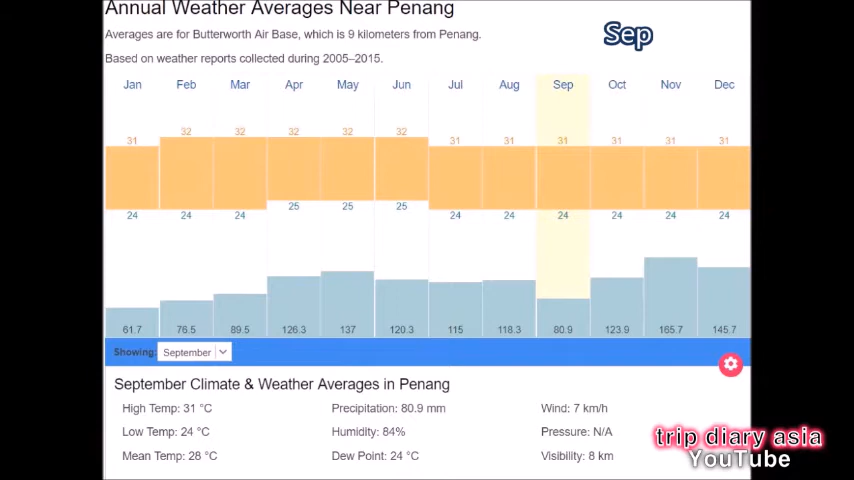 Annual Weather Averages Near Penang
Averages are for Butterworth Air Base, which is 9 kilometers from Penang.
Sep
Based on weather reports collected during 2005–2015.
Jan Feb Mar Apr May Jun Jul Aug Sep Oct Nov Dec
31 32 32 32 32 32 31 31 31 31 31 31
24 24 24 25 25 25 24 24 24 24 24 24
61.7 76.5 89.5 126.3 137 120.3 115 118.3 80.9 123.9 165.7 145.7
Showing: September
September Climate & Weather Averages in Penang
High Temp: 31 °C Precipitation: 80.9 mm Wind: 7 km/h
Low Temp: 24 °C Humidity: 84% Pressure: N/A
Mean Temp: 28 °C Dew Point: 24 °C Visibility: 8 km
trip diary asia
YouTube